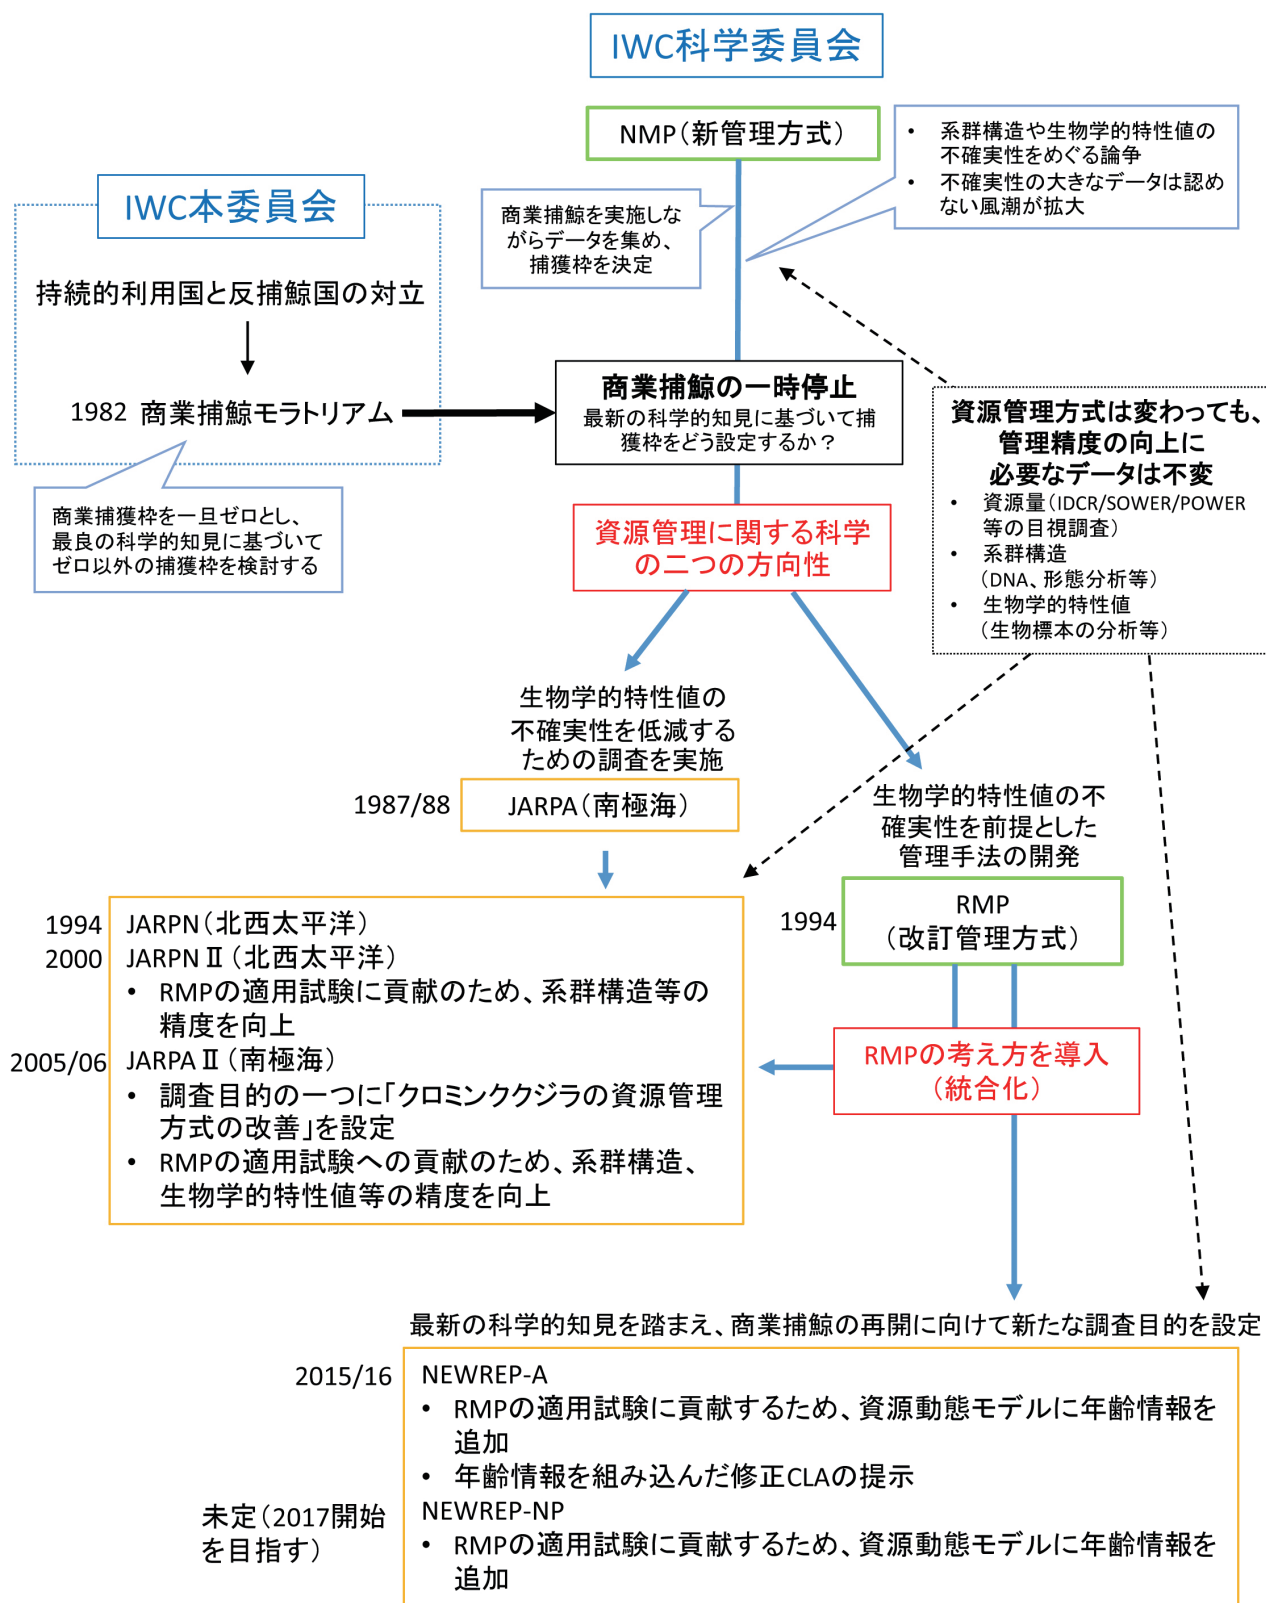 IWC科学委員会
NMP(新管理方式)
• 系群構造や生物学的特性値の
不確実性をめぐる論争
• 不確実性の大きなデータは認め
ない風潮が拡大
商業捕鯨を実施しな
がらデータを集め、
捕獲枠を決定
IWC本委員会
持続的利用国と反捕鯨国の対立
1982 商業捕鯨モラトリアム
商業捕獲枠を一旦ゼロとし、
最良の科学的知見に基づいて
ゼロ以外の捕獲枠を検討する
商業捕鯨の一時停止
最新の科学的知見に基づいて捕
獲枠をどう設定するか?
資源管理方式は変わっても、
管理精度の向上に
必要なデータは不変
• 資源量(IDCR/SOWER/POWER
等の目視調査)
• 系群構造
(DNA、形態分析等)
• 生物学的特性値
(生物標本の分析等)
資源管理に関する科学
の二つの方向性
生物学的特性値の
不確実性を低減する
ための調査を実施
1987/88 JARPA(南極海)
生物学的特性値の不
確実性を前提とした
管理手法の開発
1994 RMP
(改訂管理方式)
RMPの考え方を導入
(統合化)
1994 JARPN(北西太平洋)
2000 JARPNⅡ(北西太平洋)
• RMPの適用試験に貢献のため、系群構造等の
精度を向上
2005/06 JARPAⅡ(南極海)
• 調査目的の一つに「クロミンククジラの資源管理
方式の改善」を設定
• RMPの適用試験への貢献のため、系群構造、
生物学的特性値等の精度を向上
最新の科学的知見を踏まえ、商業捕鯨の再開に向けて新たな調査目的を設定
2015/16 NEWREP-A
• RMPの適用試験に貢献するため、資源動態モデルに年齢情報を
追加
• 年齢情報を組み込んだ修正CLAの提示
未定(2017開始
を目指す)
NEWREP-NP
• RMPの適用試験に貢献するため、資源動態モデルに年齢情報を
追加